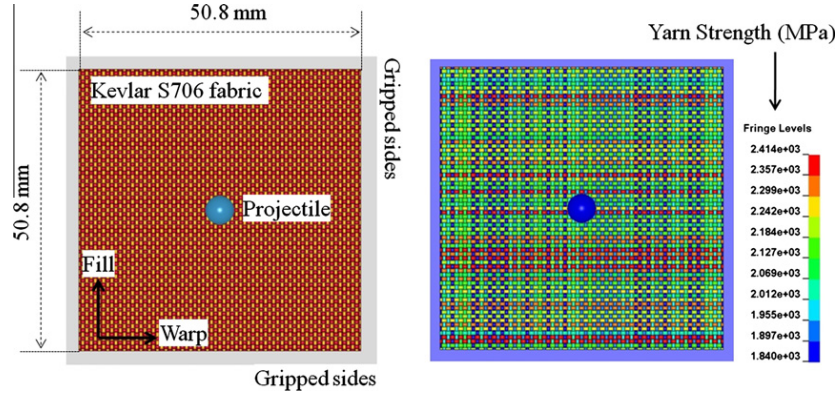 50.8 mm
50.8 mm
Kevlar S706 fabric
Gripped sides
Projectile
Fill
Warp
Gripped sides
Yarn Strength (MPa)
Fringe Levels
2.414e+03
2.357e+03
2.299e+03
2.242e+03
2.184e+03
2.127e+03
2.069e+03
2.012e+03
1.955e+03
1.897e+03
1.840e+03